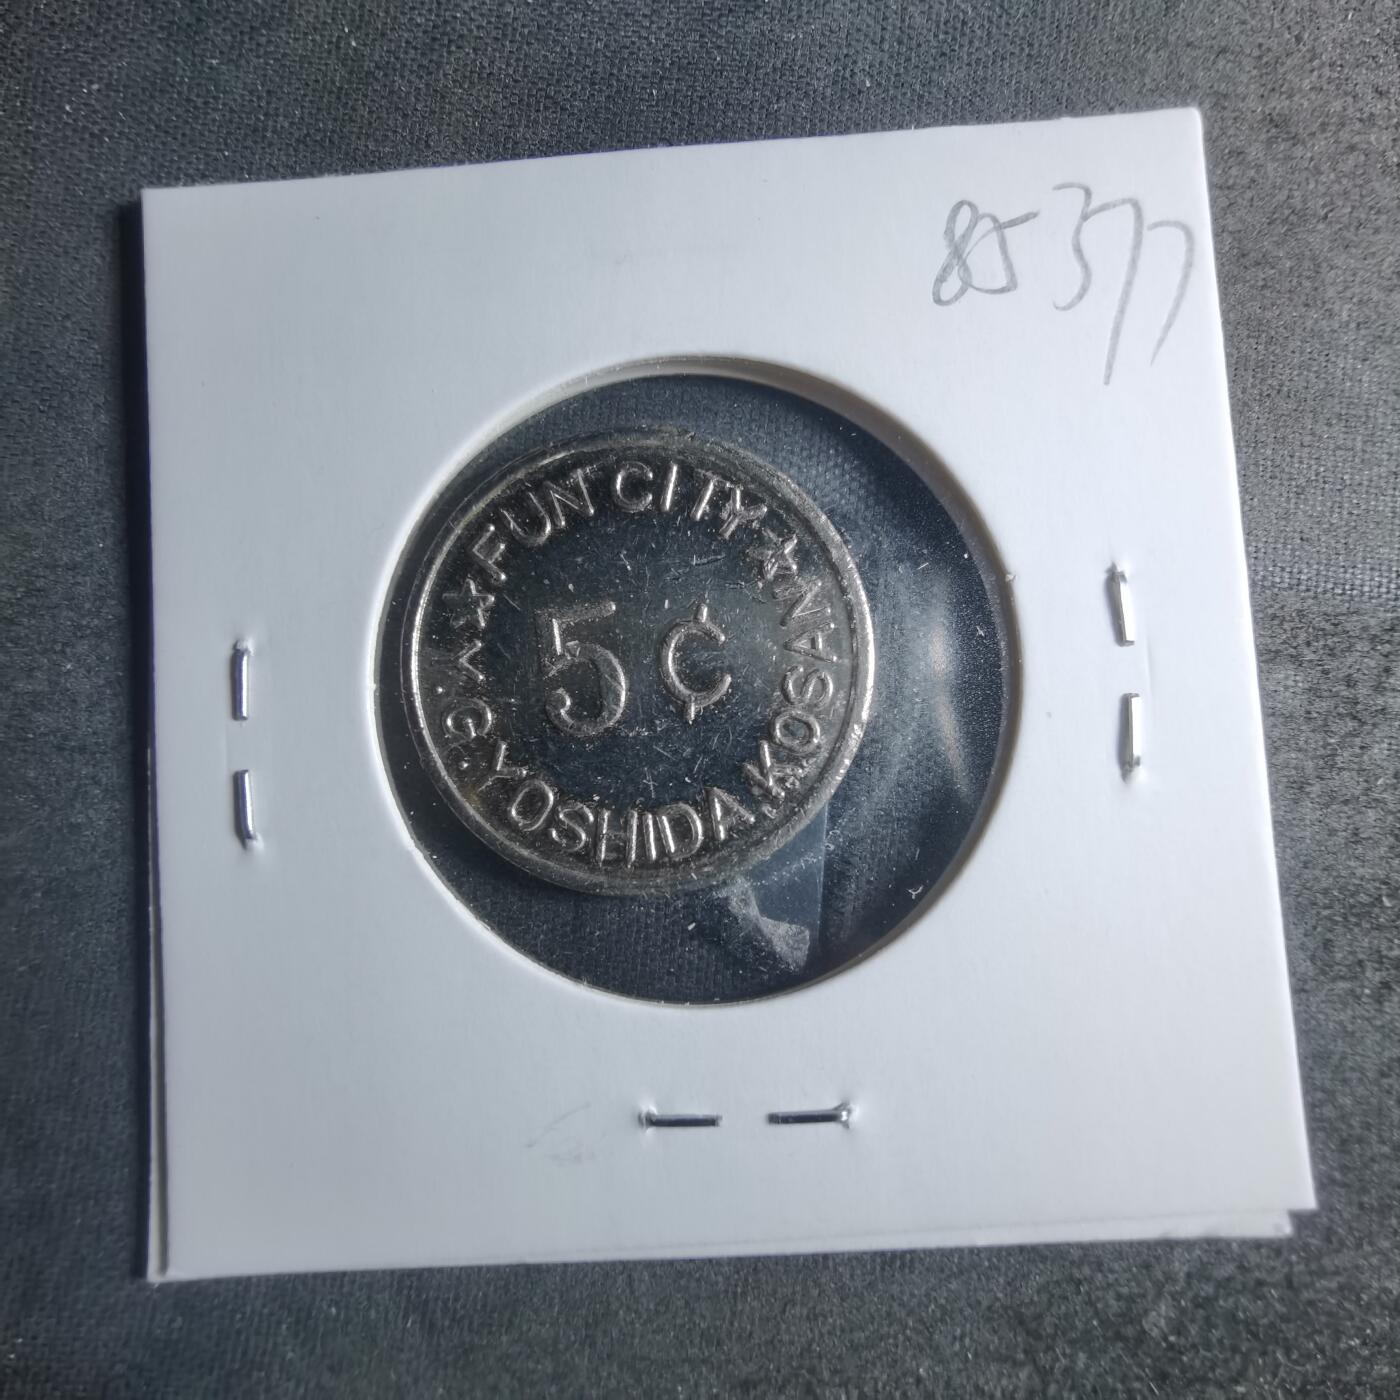 85377
★FUN CITY★
5¢
M.G. YOSHIDA KOSAN